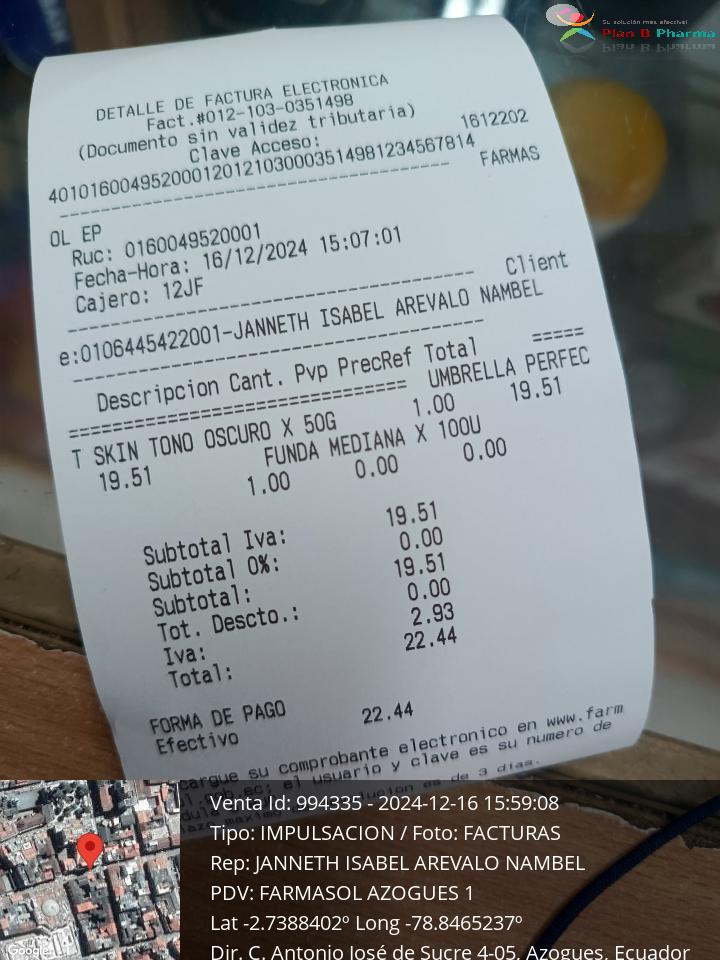 Su solución más efectiva!
Plan B Pharma
DETALLE DE FACTURA ELECTRONICA
Fact.#012-103-0351498
(Documento sin validez tributaria)
Clave Acceso: 1612202
401016004952000120121030003514981234567814
FARMAS
OL EP
Ruc: 0160049520001
Fecha-Hora: 16/12/2024 15:07:01
Cajero: 12JF
Client
e:0106445422001-JANNETH ISABEL AREVALO NAMBEL
Descripcion Cant. Pvp PrecRef Total
UMBRELLA PERFEC
T SKIN TONO OSCURO X 50G 1.00 19.51
19.51 FUNDA MEDIANA X 100U
1.00 0.00 0.00
Subtotal Iva: 19.51
Subtotal 0%: 0.00
Subtotal: 19.51
Tot. Descto.: 0.00
Iva: 2.93
Total: 22.44
FORMA DE PAGO
Efectivo 22.44
cargue su comprobante electronico en www.farm
el usuario y clave es su numero de
de 3 dias.
Venta Id: 994335 - 2024-12-16 15:59:08
Tipo: IMPULSACION / Foto: FACTURAS
Rep: JANNETH ISABEL AREVALO NAMBEL
PDV: FARMASOL AZOGUES 1
Lat -2.7388402º Long -78.8465237º
Dir. C. Antonio José de Sucre 4-05, Azogues, Ecuador
Google